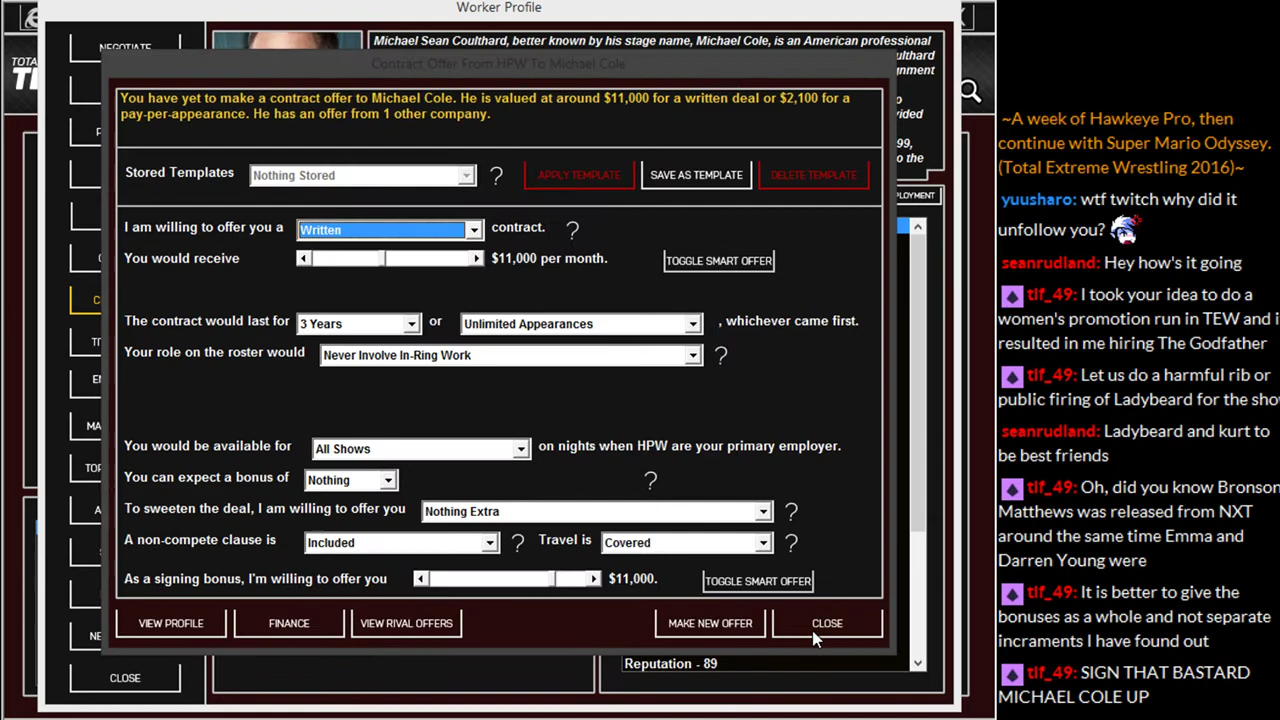 Worker Profile
NEGOTIATE
Michael Sean Coulthard, better known by his stage name, Michael Cole, is an American professional
Contract Offer From HPW To Michael Cole
You have yet to make a contract offer to Michael Cole. He is valued at around $11,000 for a written deal or $2,100 for a
pay-per-appearance. He has an offer from 1 other company.
Stored Templates
Nothing Stored
?
APPLY TEMPLATE
SAVE AS TEMPLATE
DELETE TEMPLATE
I am willing to offer you a
Written
contract.
?
You would receive
$11,000 per month.
TOGGLE SMART OFFER
The contract would last for
3 Years
or
Unlimited Appearances
, whichever came first.
Your role on the roster would
Never Involve In-Ring Work
?
You would be available for
All Shows
on nights when HPW are your primary employer.
You can expect a bonus of
Nothing
?
To sweeten the deal, I am willing to offer you
Nothing Extra
?
A non-compete clause is
Included
?
Travel is
Covered
?
As a signing bonus, I'm willing to offer you
$11,000.
TOGGLE SMART OFFER
VIEW PROFILE
FINANCE
VIEW RIVAL OFFERS
MAKE NEW OFFER
CLOSE
CLOSE
Reputation - 89
~A week of Hawkeye Pro, then
continue with Super Mario Odyssey.
(Total Extreme Wrestling 2016)~
yuusharo: wtf twitch why did it
unfollow you?
seanrudland: Hey how's it going
tlf_49: I took your idea to do a
women's promotion run in TEW and i
resulted in me hiring The Godfather
tlf_49: Let us do a harmful rib or
public firing of Ladybeard for the sho
seanrudland: Ladybeard and kurt to
be best friends
tlf_49: Oh, did you know Bronson
Matthews was released from NXT
around the same time Emma and
Darren Young were
tlf_49: It is better to give the
bonuses as a whole and not separate
incraments I have found out
tlf_49: SIGN THAT BASTARD
MICHAEL COLE UP